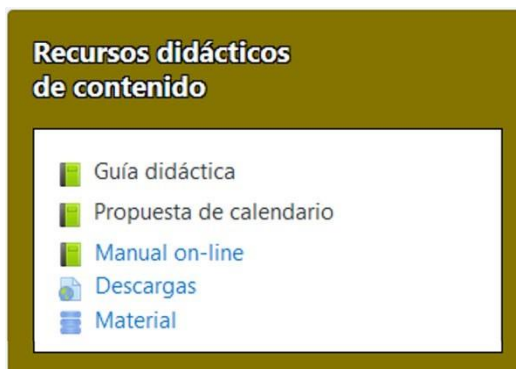 Recursos didácticos
de contenido
Guía didáctica
Propuesta de calendario
Manual on-line
Descargas
Material